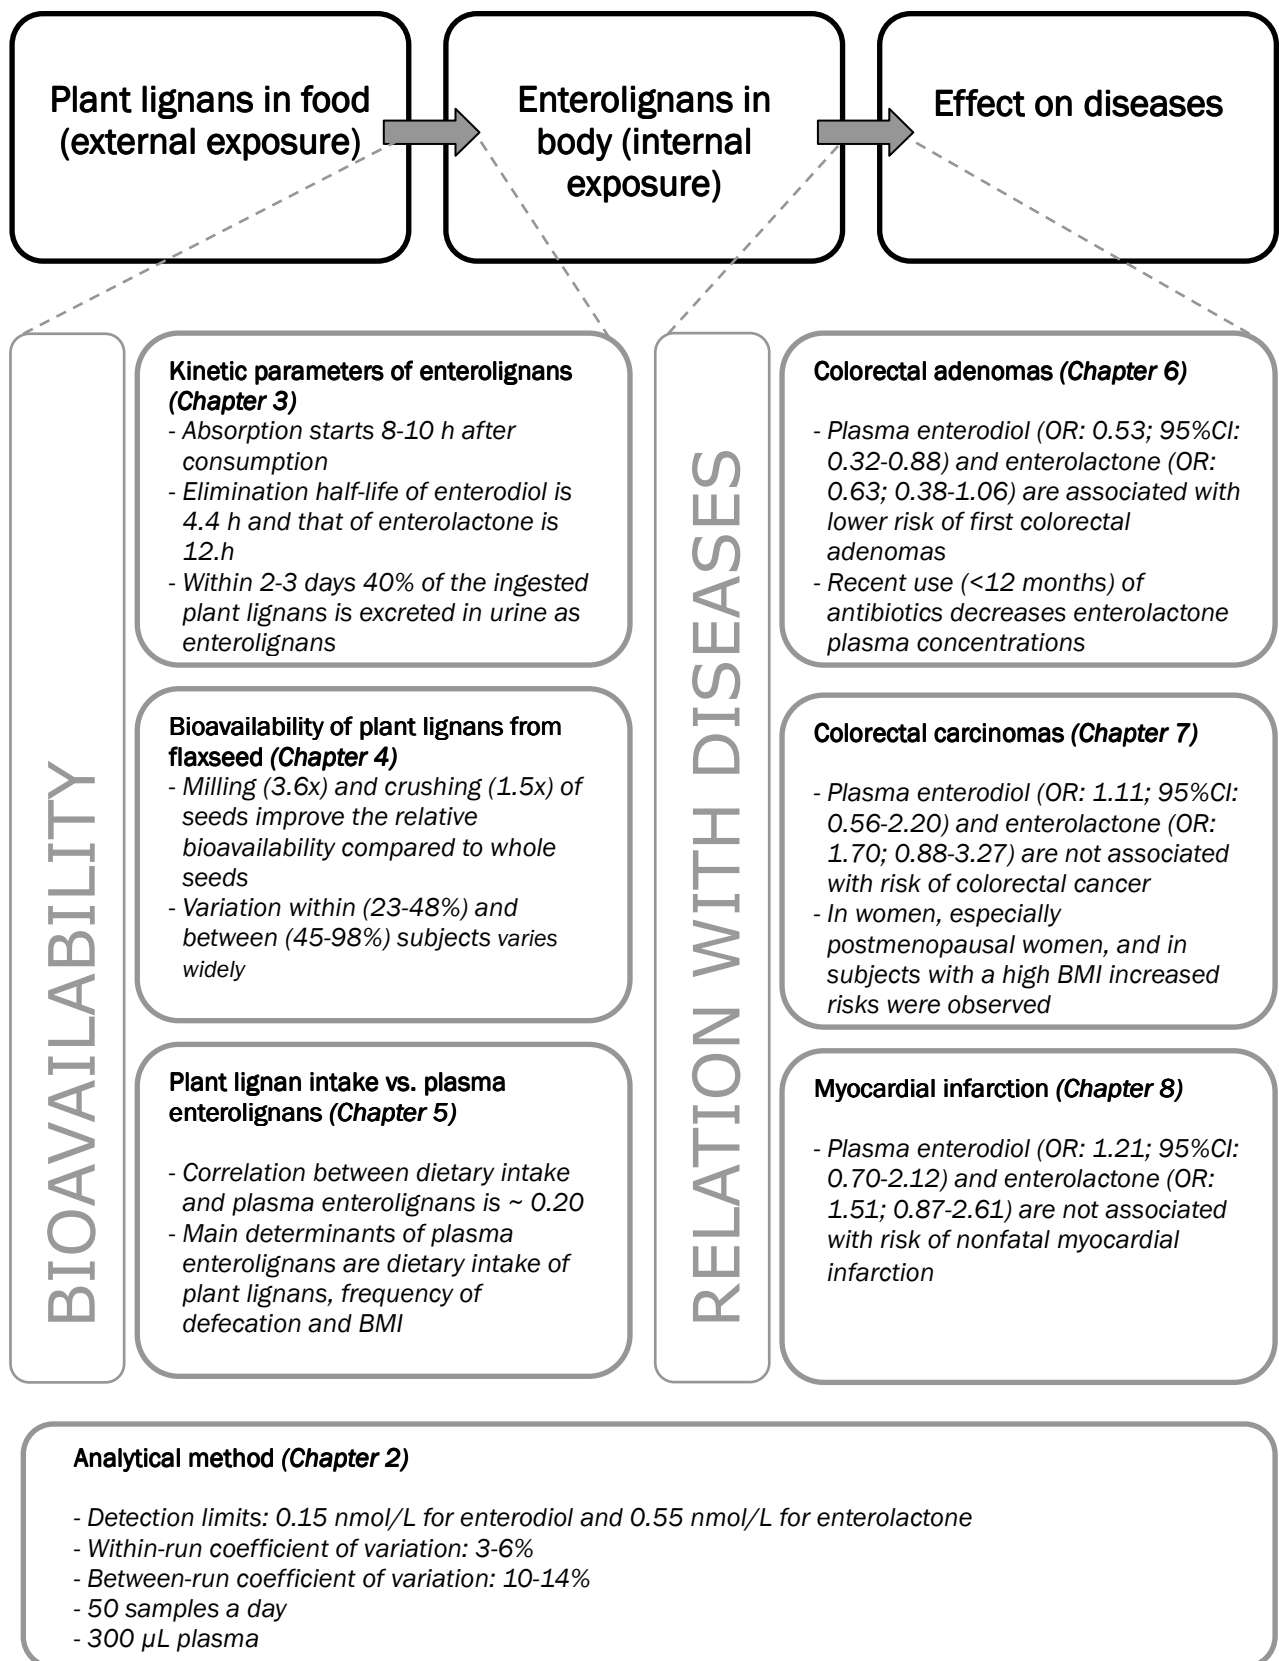 Plant lignans in food
(external exposure)
Enterolignans in
body (internal
exposure)
Effect on diseases
BIOAVAILABILITY
Kinetic parameters of enterolignans
(Chapter 3)
- Absorption starts 8-10 h after
consumption
- Elimination half-life of enterodiol is
4.4 h and that of enterolactone is
12.h
- Within 2-3 days 40% of the ingested
plant lignans is excreted in urine as
enterolignans
Bioavailability of plant lignans from
flaxseed (Chapter 4)
- Milling (3.6x) and crushing (1.5x) of
seeds improve the relative
bioavailability compared to whole
seeds
- Variation within (23-48%) and
between (45-98%) subjects varies
widely
Plant lignan intake vs. plasma
enterolignans (Chapter 5)
- Correlation between dietary intake
and plasma enterolignans is ~ 0.20
- Main determinants of plasma
enterolignans are dietary intake of
plant lignans, frequency of
defecation and BMI
RELATION WITH DISEASES
Colorectal adenomas (Chapter 6)
- Plasma enterodiol (OR: 0.53; 95%CI:
0.32-0.88) and enterolactone (OR:
0.63; 0.38-1.06) are associated with
lower risk of first colorectal
adenomas
- Recent use (<12 months) of
antibiotics decreases enterolactone
plasma concentrations
Colorectal carcinomas (Chapter 7)
- Plasma enterodiol (OR: 1.11; 95%CI:
0.56-2.20) and enterolactone (OR:
1.70; 0.88-3.27) are not associated
with risk of colorectal cancer
- In women, especially
postmenopausal women, and in
subjects with a high BMI increased
risks were observed
Myocardial infarction (Chapter 8)
- Plasma enterodiol (OR: 1.21; 95%CI:
0.70-2.12) and enterolactone (OR:
1.51; 0.87-2.61) are not associated
with risk of nonfatal myocardial
infarction
Analytical method (Chapter 2)
- Detection limits: 0.15 nmol/L for enterodiol and 0.55 nmol/L for enterolactone
- Within-run coefficient of variation: 3-6%
- Between-run coefficient of variation: 10-14%
- 50 samples a day
- 300 µL plasma